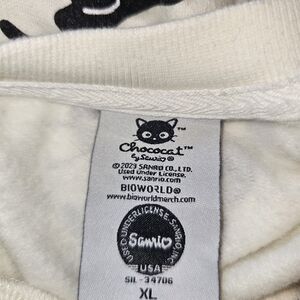 Chococat™
by Sanrio®
©2023 SANRIO CO., LTD.
Used Under License.
www.sanrio.com
BIOWORLD®
www.bioworldmerch.com
USED UNDER LICENSE. SANRIO, INC.
Sanrio
USA
SIL-34706
XL